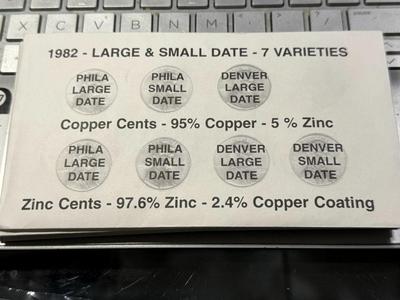 1982 - LARGE & SMALL DATE - 7 VARIETIES
PHILA LARGE DATE
PHILA SMALL DATE
DENVER LARGE DATE
Copper Cents - 95% Copper - 5 % Zinc
PHILA LARGE DATE
PHILA SMALL DATE
DENVER LARGE DATE
DENVER SMALL DATE
Zinc Cents - 97.6% Zinc - 2.4% Copper Coating